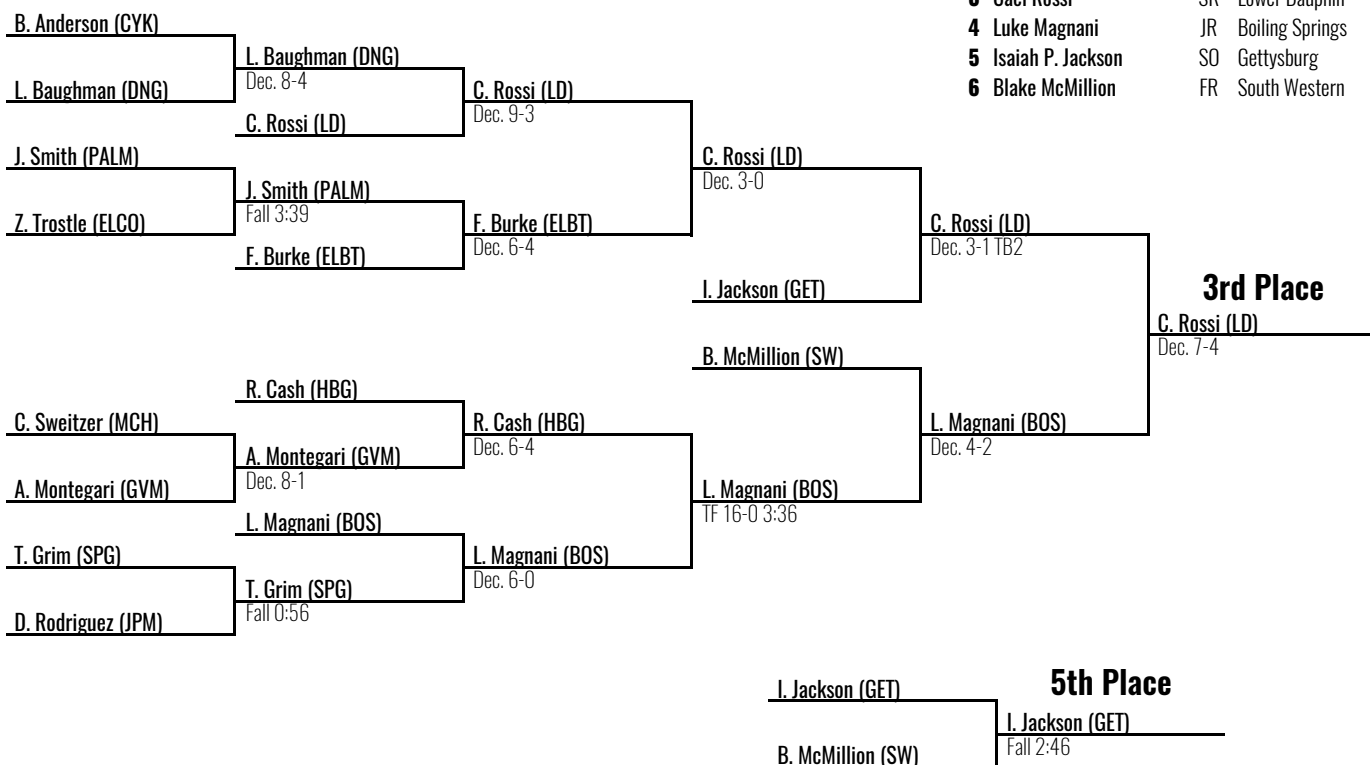 3 Cael Rossi SR Lower Dauphin
4 Luke Magnani JR Boiling Springs
5 Isaiah P. Jackson SO Gettysburg
6 Blake McMillion FR South Western
B. Anderson (CYK)
L. Baughman (DNG)
Dec. 8-4
L. Baughman (DNG)
C. Rossi (LD)
Dec. 9-3
C. Rossi (LD)
J. Smith (PALM)
C. Rossi (LD)
Dec. 3-0
J. Smith (PALM)
Fall 3:39
Z. Trostle (ELCO)
F. Burke (ELBT)
Dec. 6-4
C. Rossi (LD)
Dec. 3-1 TB2
F. Burke (ELBT)
I. Jackson (GET)
3rd Place
C. Rossi (LD)
Dec. 7-4
B. McMillion (SW)
R. Cash (HBG)
C. Sweitzer (MCH)
R. Cash (HBG)
Dec. 6-4
L. Magnani (BOS)
Dec. 4-2
A. Montegari (GVM)
Dec. 8-1
A. Montegari (GVM)
L. Magnani (BOS)
TF 16-0 3:36
L. Magnani (BOS)
T. Grim (SPG)
L. Magnani (BOS)
Dec. 6-0
T. Grim (SPG)
Fall 0:56
D. Rodriguez (JPM)
5th Place
I. Jackson (GET)
I. Jackson (GET)
Fall 2:46
B. McMillion (SW)